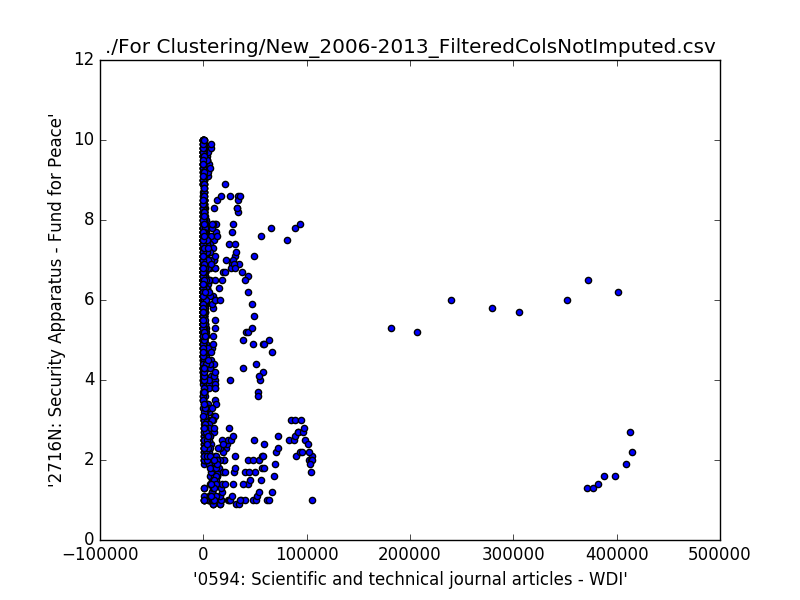 ./For Clustering/New_2006-2013_FilteredColsNotImputed.csv
12
10
8
6
4
2
0
'2716N: Security Apparatus - Fund for Peace'
−100000 0 100000 200000 300000 400000 500000
'0594: Scientific and technical journal articles - WDI'